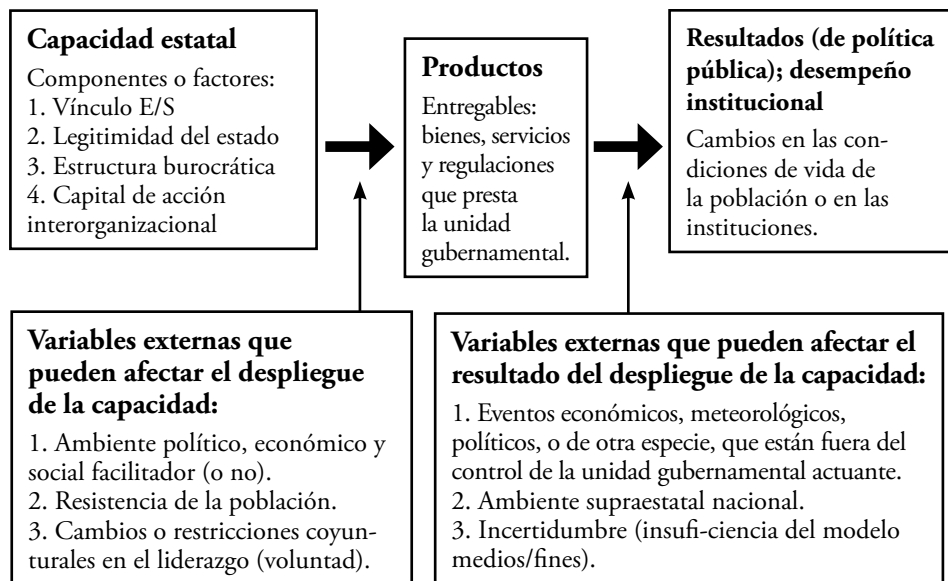 Capacidad estatal
Componentes o factores:
1. Vínculo E/S
2. Legitimidad del estado
3. Estructura burocrática
4. Capital de acción
interorganizacional
Productos
Entregables:
bienes, servicios
y regulaciones
que presta
la unidad
gubernamental.
Resultados (de política
pública); desempeño
institucional
Cambios en las con-
diciones de vida de
la población o en las
instituciones.
Variables externas que
pueden afectar el despliegue
de la capacidad:
1. Ambiente político, económico y
social facilitador (o no).
2. Resistencia de la población.
3. Cambios o restricciones coyun-
turales en el liderazgo (voluntad).
Variables externas que pueden afectar el
resultado del despliegue de la capacidad:
1. Eventos económicos, meteorológicos,
políticos, o de otra especie, que están fuera del
control de la unidad gubernamental actuante.
2. Ambiente supraestatal nacional.
3. Incertidumbre (insufi-ciencia del modelo
medios/fines).